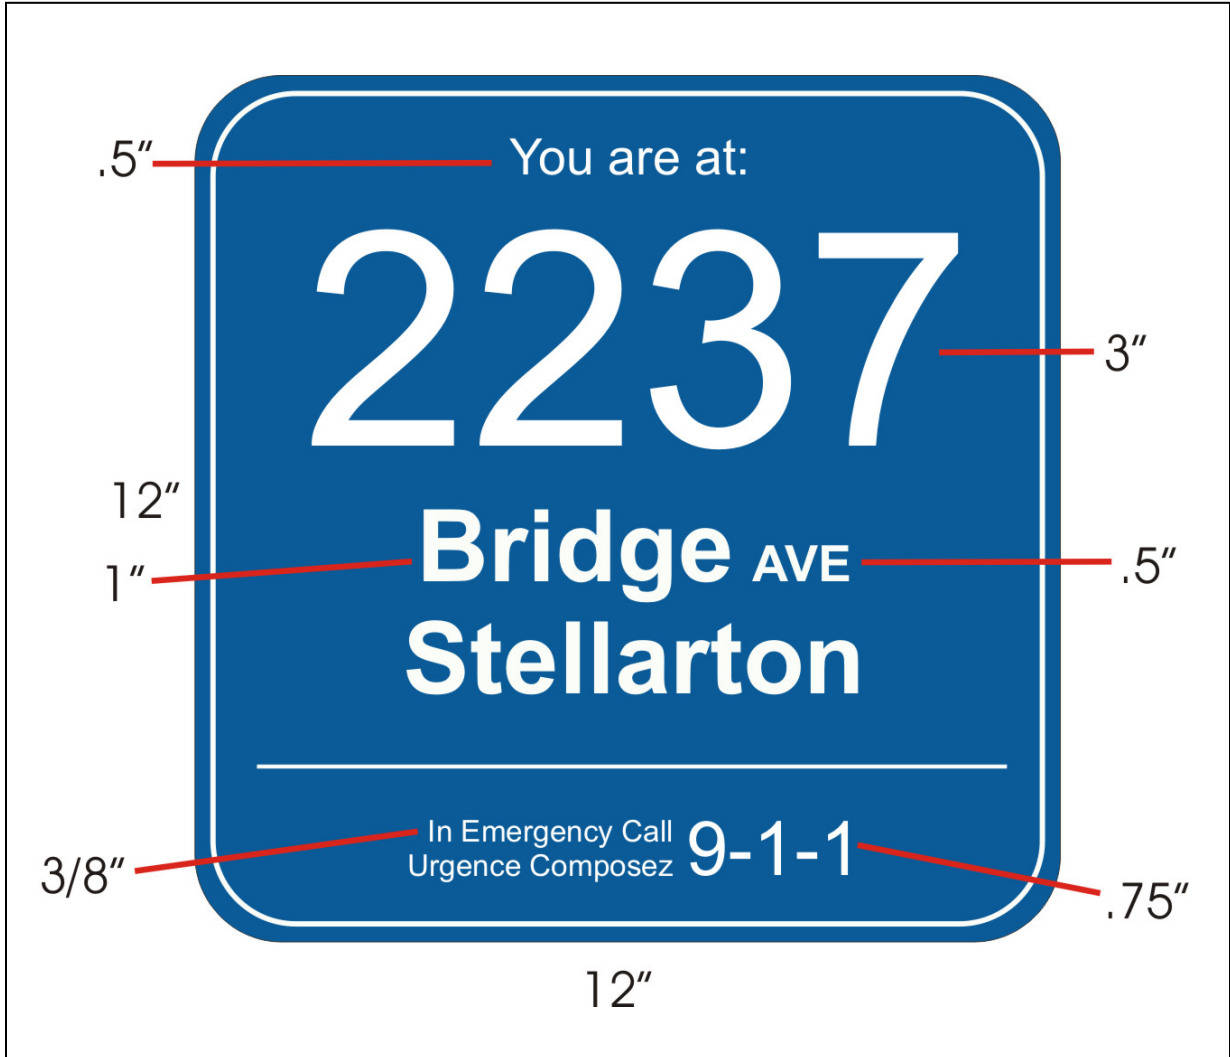 .5"
You are at:
2237
3"
12"
Bridge AVE
1"
.5"
Stellarton
In Emergency Call
Urgence Composez
9-1-1
3/8"
.75"
12"